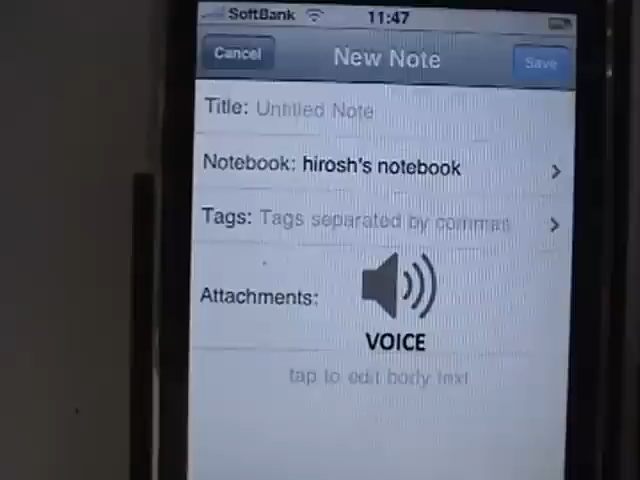 SoftBank 11:47
Cancel New Note Save
Title: Untitled Note
Notebook: hirosh's notebook
Tags: Tags separated by commas
Attachments:
VOICE
tap to edit body text